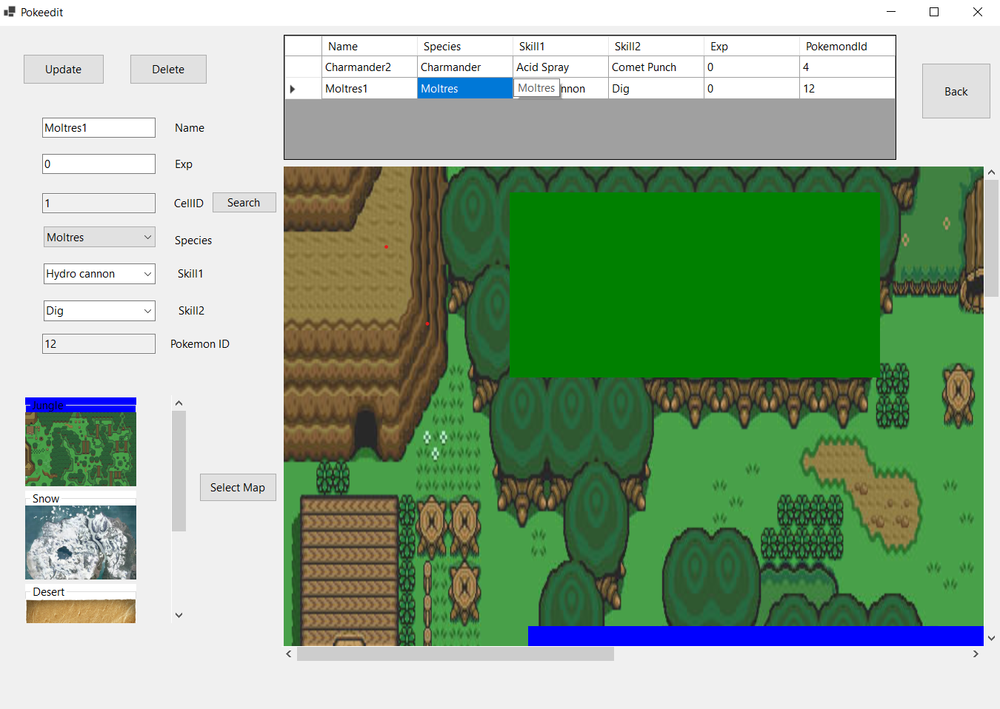 Pokeedit
Update
Delete
Name Species Skill1 Skill2 Exp PokemondId
Charmander2 Charmander Acid Spray Comet Punch 0 4
Moltres1 Moltres Moltres nnon Dig 0 12
Back
Moltres1 Name
0 Exp
1 CellID Search
Moltres Species
Hydro cannon Skill1
Dig Skill2
12 Pokemon ID
Jungle
Select Map
Snow
Desert